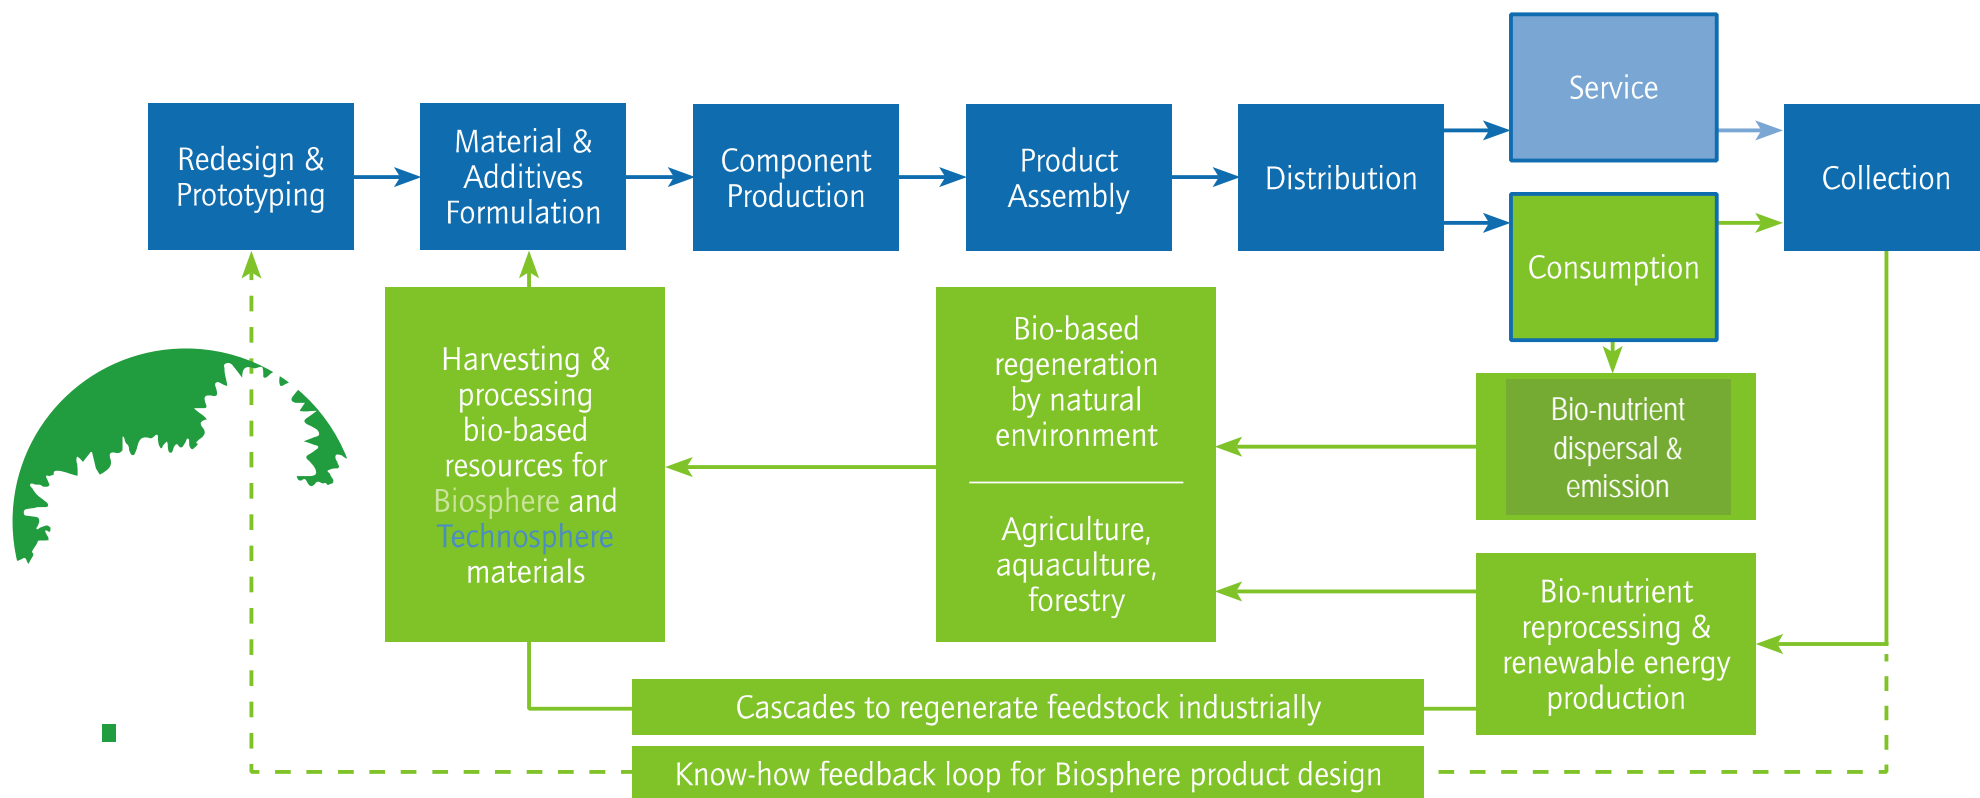 Service
Redesign &
Prototyping
Material &
Additives
Formulation
Component
Production
Product
Assembly
Distribution
Collection
Consumption
Harvesting &
processing
bio-based
resources for
Biosphere and
Technosphere
materials
Bio-based
regeneration
by natural
environment
Agriculture,
aquaculture,
forestry
Bio-nutrient
dispersal &
emission
Bio-nutrient
reprocessing &
renewable energy
production
Cascades to regenerate feedstock industrially
Know-how feedback loop for Biosphere product design